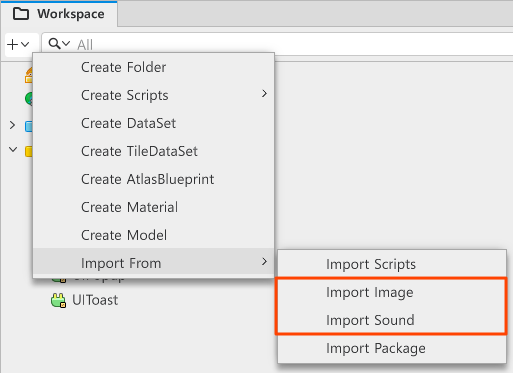 Workspace
All
Create Folder
Create Scripts
Create DataSet
Create TileDataSet
Create AtlasBlueprint
Create Material
Create Model
Import From
Import Scripts
Import Image
Import Sound
Import Package
UIToast